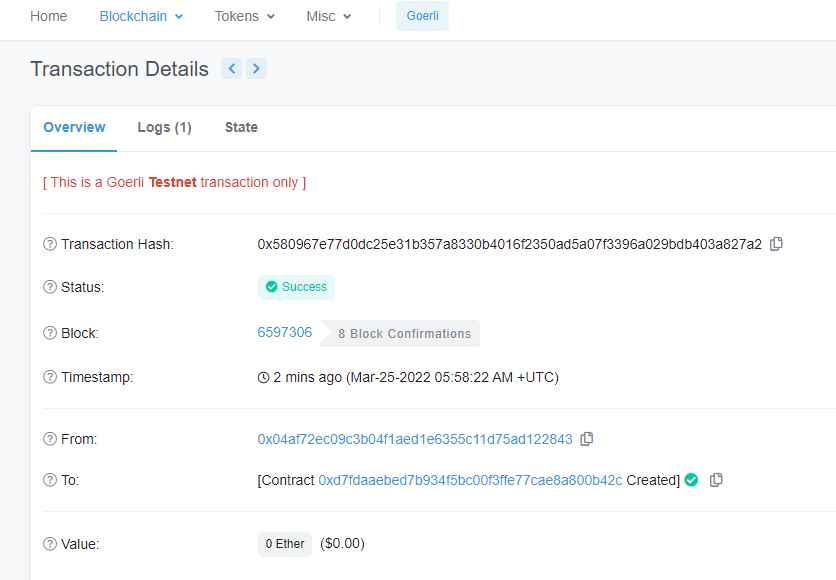 Home Blockchain Tokens Misc Goerli
Transaction Details
Overview Logs (1) State
[ This is a Goerli Testnet transaction only ]
Transaction Hash: 0x580967e77d0dc25e31b357a8330b4016f2350ad5a07f3396a029bdb403a827a2
Status: Success
Block: 6597306 8 Block Confirmations
Timestamp: 2 mins ago (Mar-25-2022 05:58:22 AM +UTC)
From: 0x04af72ec09c3b04f1aed1e6355c11d75ad122843
To: [Contract 0xd7fdaaebed7b934f5bc00f3ffe77cae8a800b42c Created]
Value: 0 Ether ($0.00)